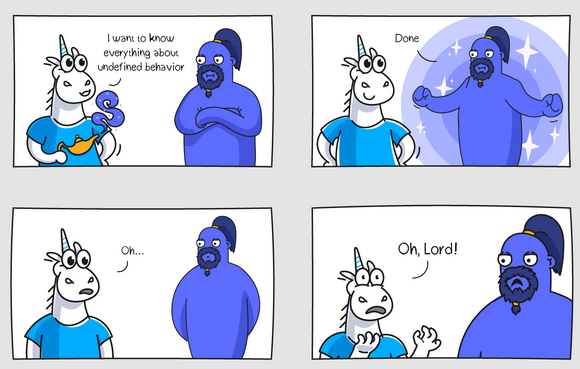 I want to know
everything about
undefined behavior
Done
Oh...
Oh, Lord!